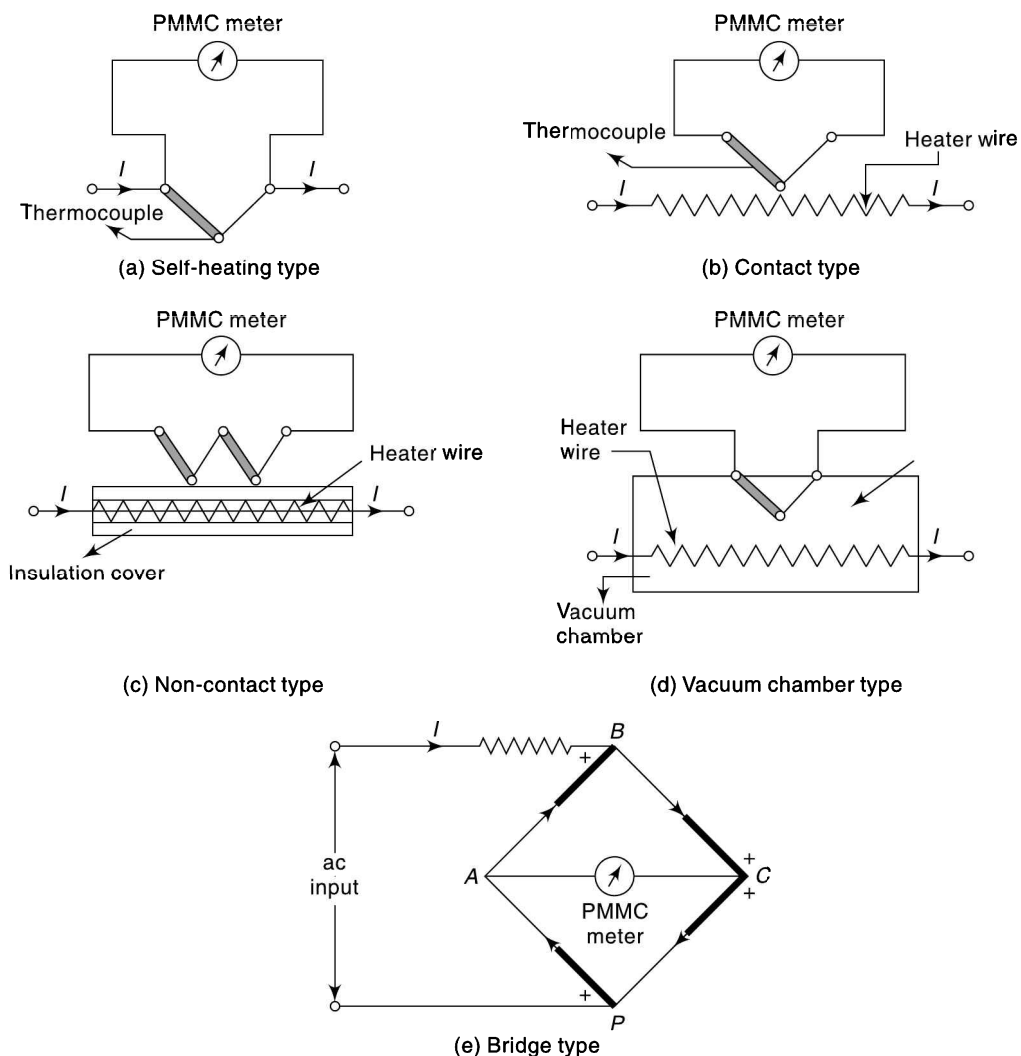 PMMC meter
I
I
Thermocouple
(a) Self-heating type
PMMC meter
Thermocouple
Heater wire
I
I
(b) Contact type
PMMC meter
Heater wire
I
I
Insulation cover
(c) Non-contact type
PMMC meter
Heater
wire
I
I
Vacuum
chamber
(d) Vacuum chamber type
I
B
+
ac
input
A
PMMC
meter
+
C
+
+
P
(e) Bridge type